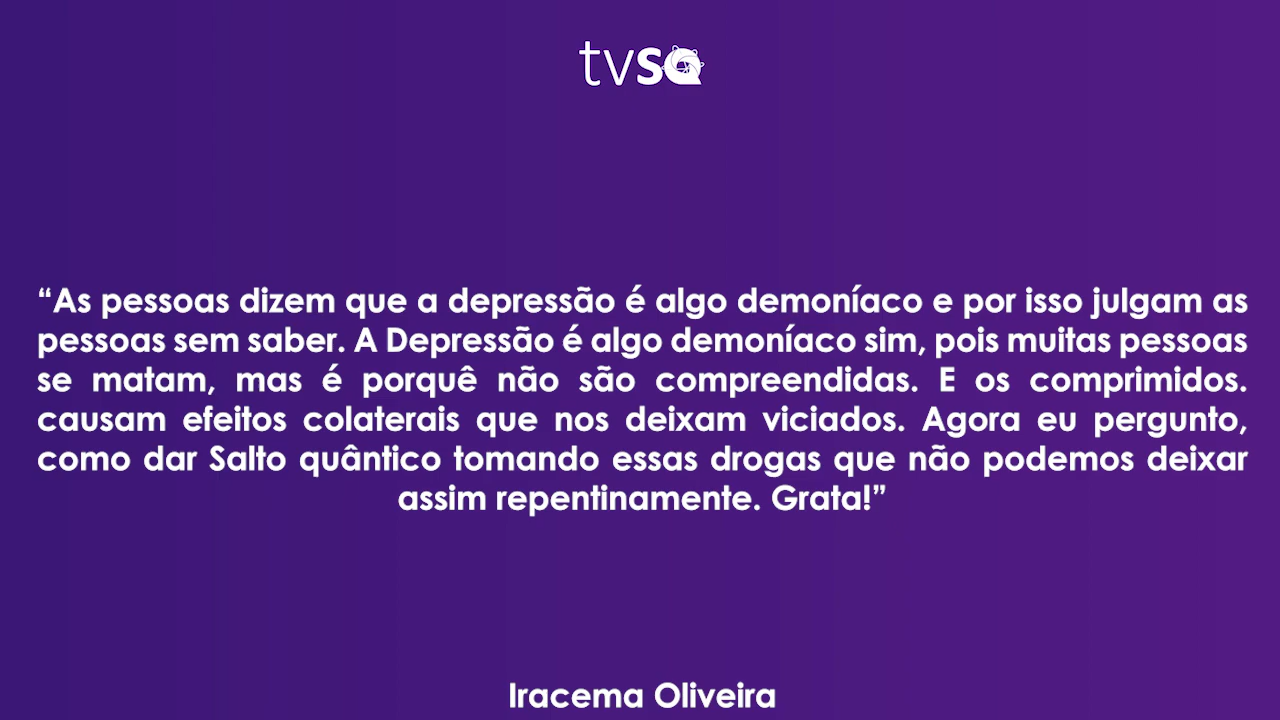 tvsQ
“As pessoas dizem que a depressão é algo demoníaco e por isso julgam as
pessoas sem saber. A Depressão é algo demoníaco sim, pois muitas pessoas
se matam, mas é porquê não são compreendidas. E os comprimidos.
causam efeitos colaterais que nos deixam viciados. Agora eu pergunto,
como dar Salto quântico tomando essas drogas que não podemos deixar
assim repentinamente. Grata!”
Iracema Oliveira